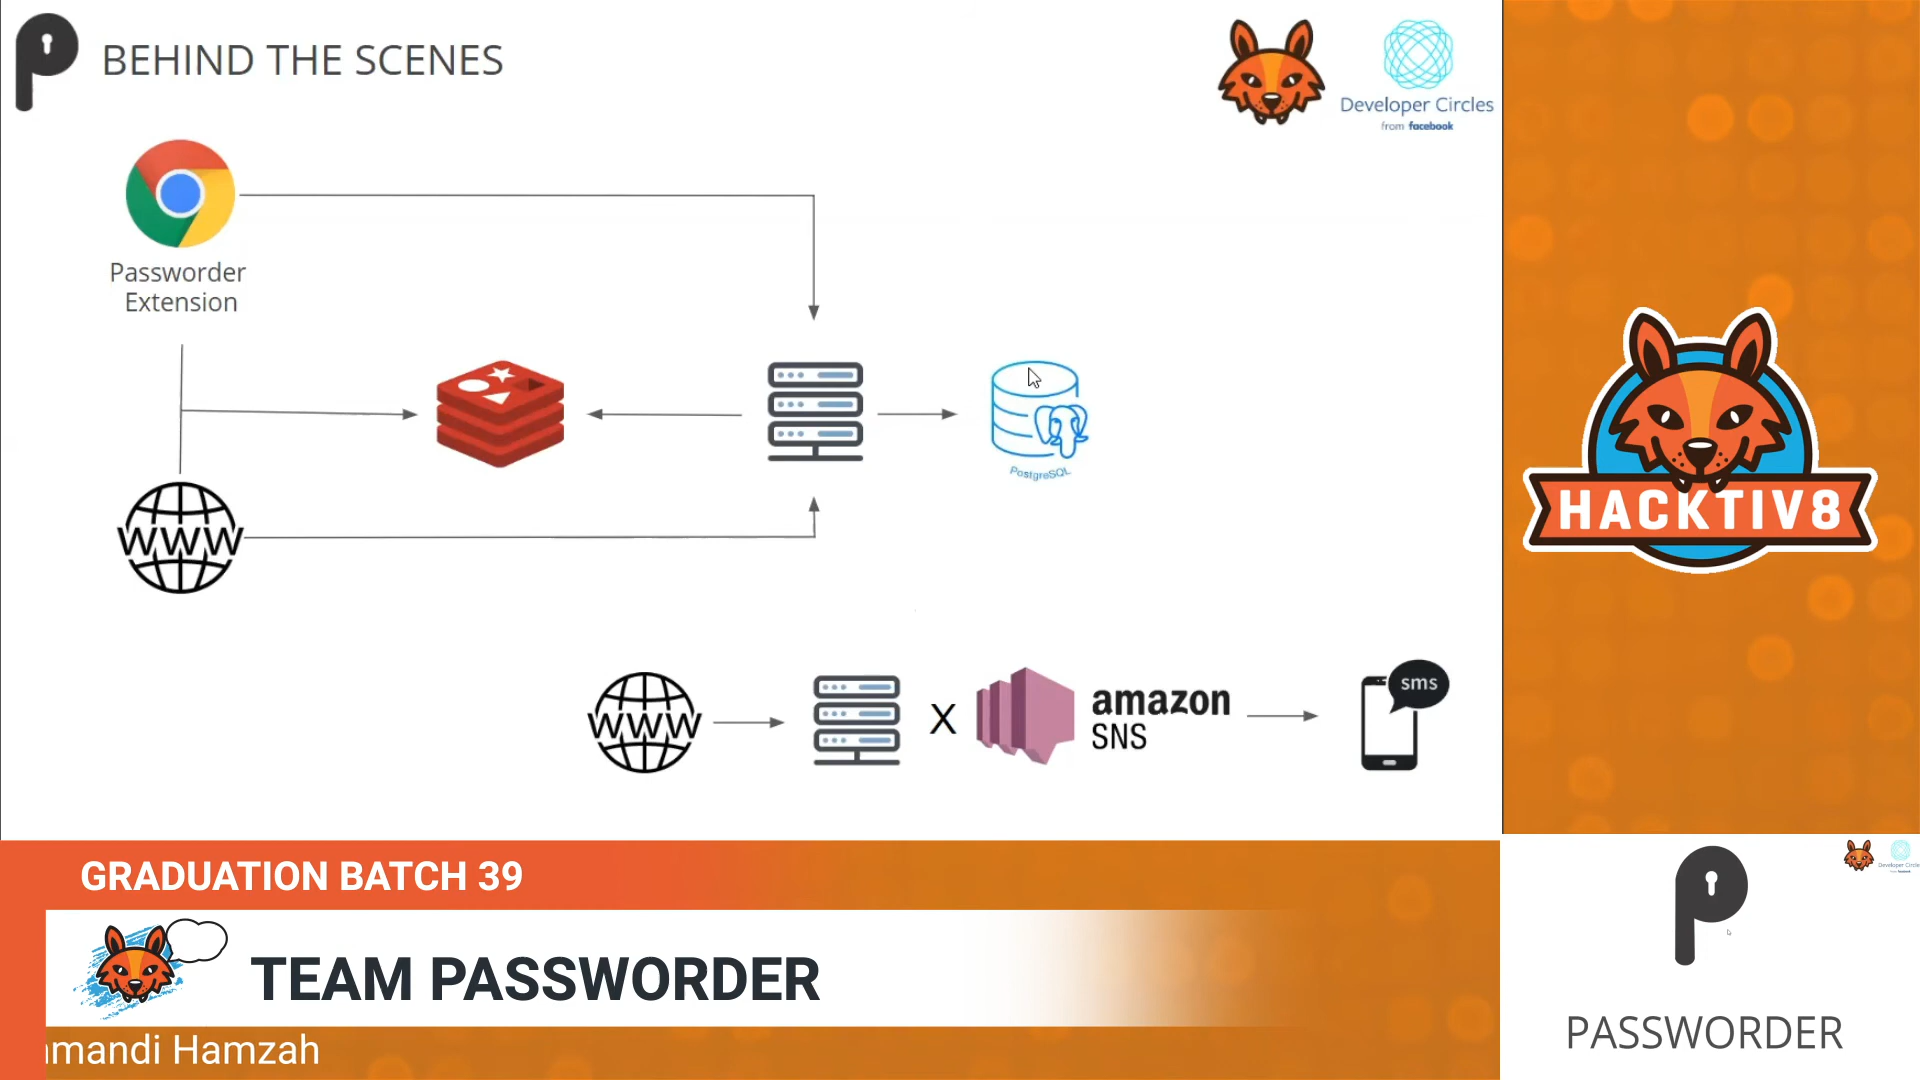 BEHIND THE SCENES
Developer Circles
from facebook
Passworder
Extension
PostgreSQL
WWW
WWW
X
amazon
SNS
sms
HACKTIV8
GRADUATION BATCH 39
TEAM PASSWORDER
Hamzah
PASSWORDER